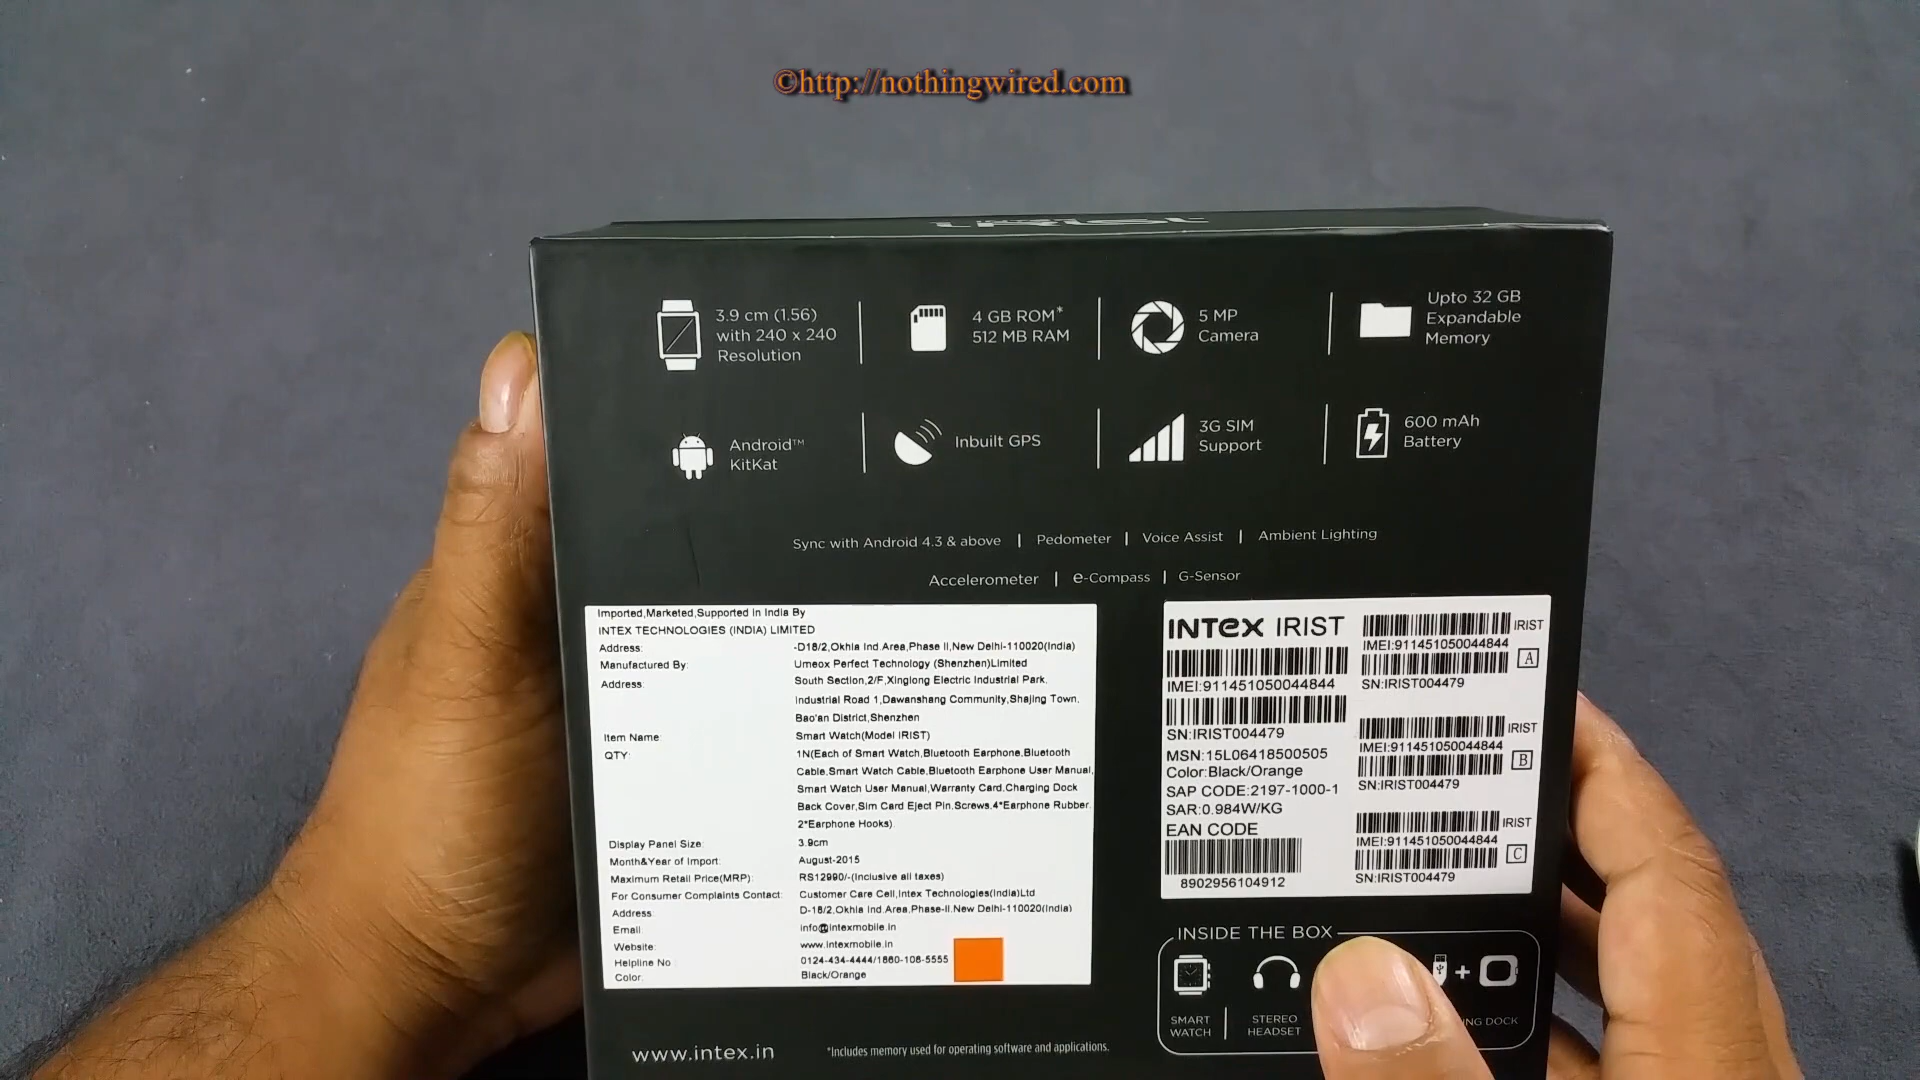 ©http://nothingwired.com
3.9 cm (1.56)
with 240 x 240
Resolution
4 GB ROM*
512 MB RAM
5 MP
Camera
Upto 32 GB
Expandable
Memory
Android™
KitKat
Inbuilt GPS
3G SIM
Support
600 mAh
Battery
Sync with Android 4.3 & above | Pedometer | Voice Assist | Ambient Lighting
Accelerometer | e-Compass | G-Sensor
Imported,Marketed,Supported in India By
INTEX TECHNOLOGIES (INDIA) LIMITED
Address: -D18/2,Okhla Ind.Area,Phase II,New Delhi-110020(India)
Manufactured By: Umeox Perfect Technology (Shenzhen)Limited
Address: South Section,2/F,Xinglong Electric Industrial Park,
Industrial Road 1,Dawanshang Community,Shajing Town,
Bao'an District,Shenzhen
Item Name: Smart Watch(Model IRIST)
QTY: 1N(Each of Smart Watch,Bluetooth Earphone,Bluetooth
Cable,Smart Watch Cable,Bluetooth Earphone User Manual,
Smart Watch User Manual,Warranty Card,Charging Dock
Back Cover,Sim Card Eject Pin,Screws,4*Earphone Rubber,
2*Earphone Hooks).
Display Panel Size: 3.9cm
Month&Year of Import: August-2015
Maximum Retail Price(MRP): RS12990/-(Inclusive all taxes)
For Consumer Complaints Contact: Customer Care Cell,Intex Technologies(India)Ltd
Address: D-18/2,Okhla Ind.Area,Phase-II,New Delhi-110020(India)
Email: info@intexmobile.in
Website: www.intexmobile.in
Helpline No 0124-434-4444/1860-108-5555
Color: Black/Orange
INTEX IRIST
IMEI:911451050044844
SN:IRIST004479
MSN:15L06418500505
Color:Black/Orange
SAP CODE:2197-1000-1
SAR:0.984W/KG
EAN CODE
8902956104912
IRIST
IMEI:911451050044844
A
SN:IRIST004479
IRIST
IMEI:911451050044844
B
SN:IRIST004479
IRIST
IMEI:911451050044844
C
SN:IRIST004479
INSIDE THE BOX
SMART
WATCH
STEREO
HEADSET
DOCK
www.intex.in
*Includes memory used for operating software and applications.